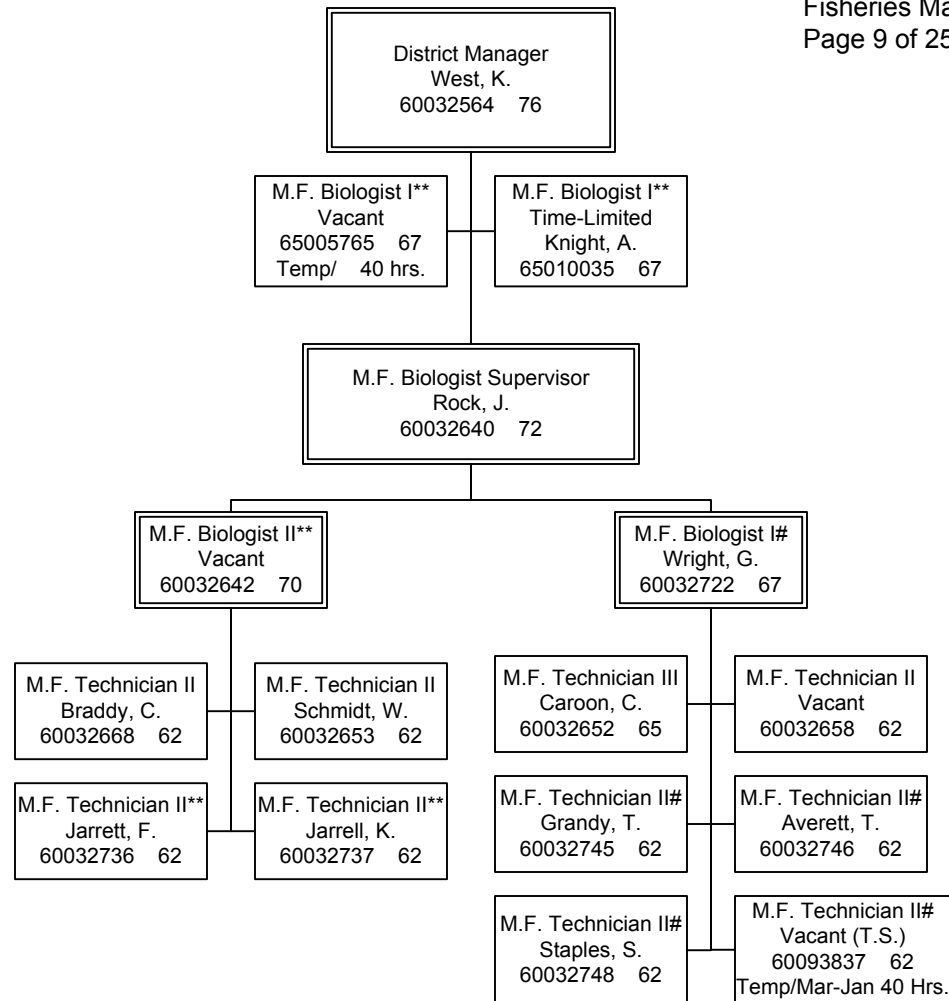 Fisheries Ma
Page 9 of 25
District Manager
West, K.
60032564 76
M.F. Biologist I**
Vacant
65005765 67
Temp/ 40 hrs.
M.F. Biologist I**
Time-Limited
Knight, A.
65010035 67
M.F. Biologist Supervisor
Rock, J.
60032640 72
M.F. Biologist II**
Vacant
60032642 70
M.F. Biologist I#
Wright, G.
60032722 67
M.F. Technician II
Braddy, C.
60032668 62
M.F. Technician II
Schmidt, W.
60032653 62
M.F. Technician III
Caroon, C.
60032652 65
M.F. Technician II
Vacant
60032658 62
M.F. Technician II**
Jarrett, F.
60032736 62
M.F. Technician II**
Jarrell, K.
60032737 62
M.F. Technician II#
Grandy, T.
60032745 62
M.F. Technician II#
Averett, T.
60032746 62
M.F. Technician II#
Staples, S.
60032748 62
M.F. Technician II#
Vacant (T.S.)
60093837 62
Temp/Mar-Jan 40 Hrs.